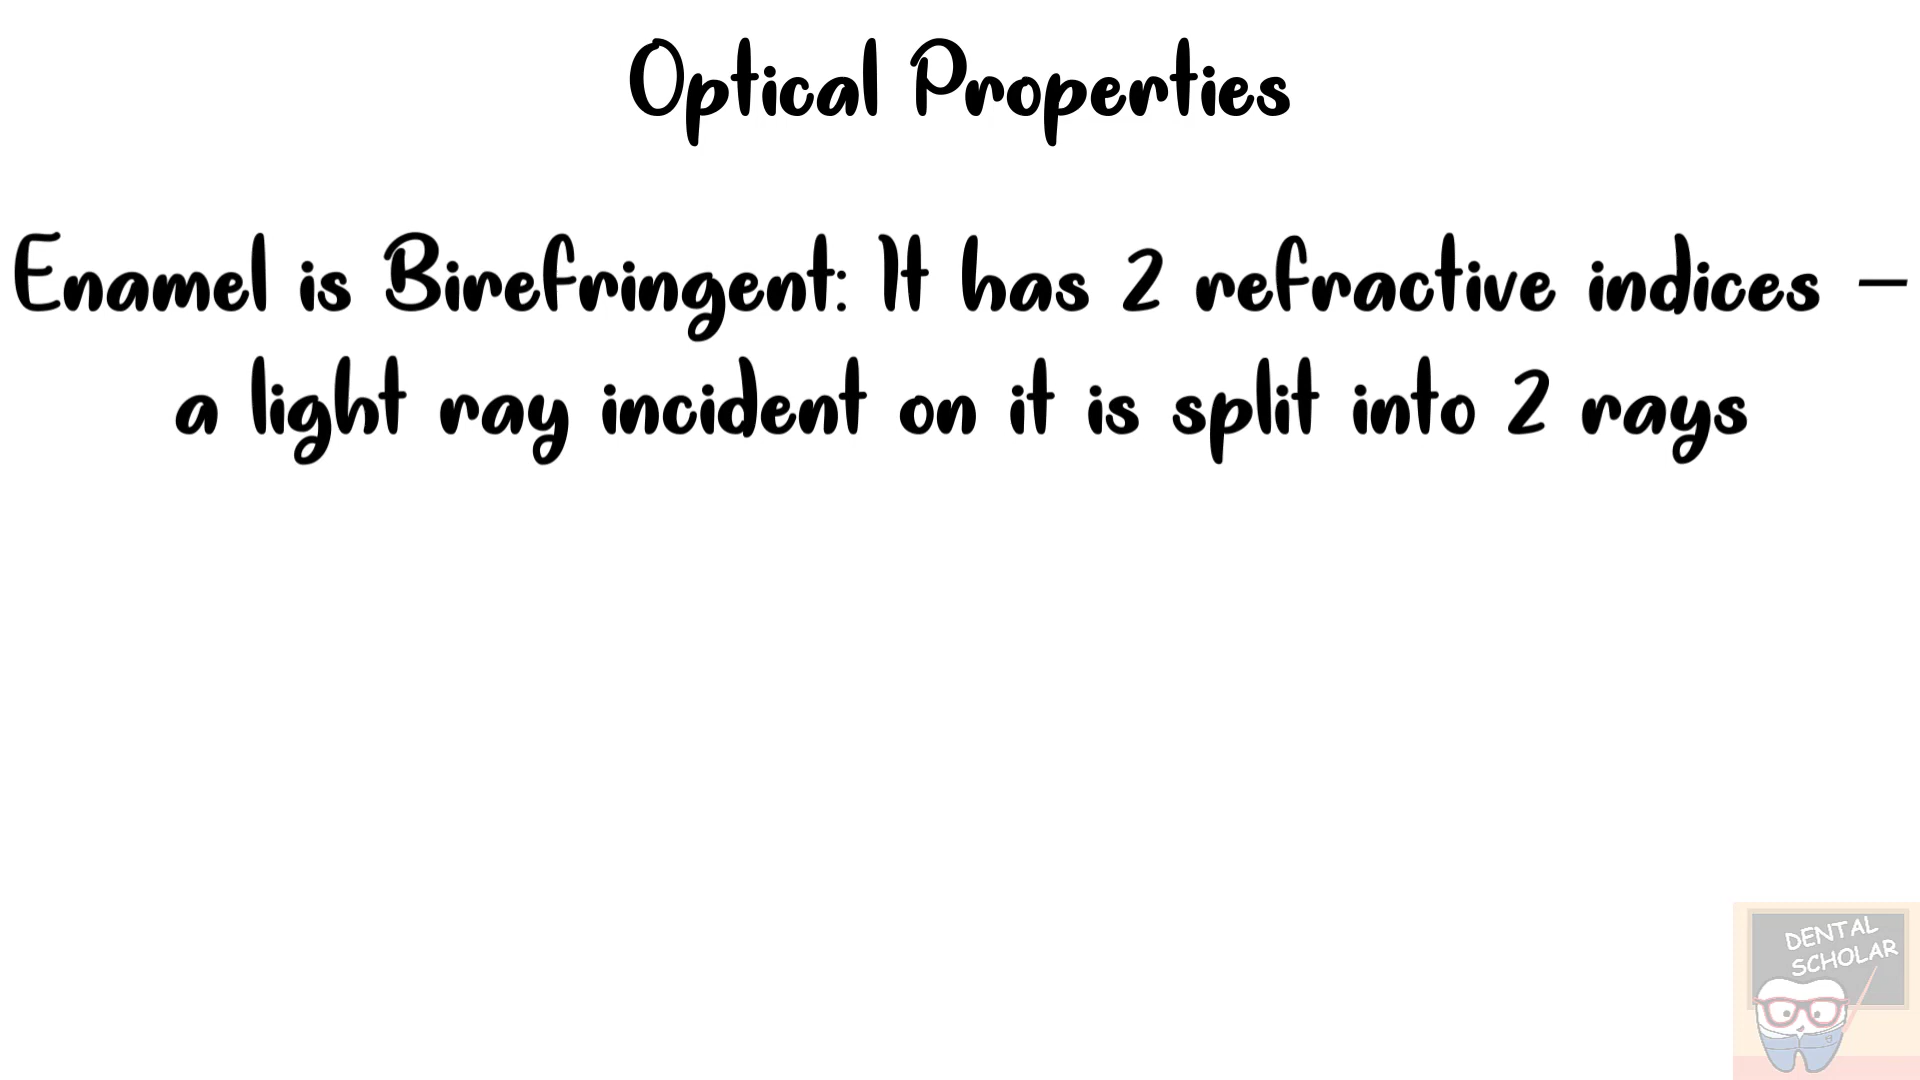 Optical Properties
Enamel is Birefringent: It has 2 refractive indices –
a light ray incident on it is split into 2 rays
DENTAL
SCHOLAR